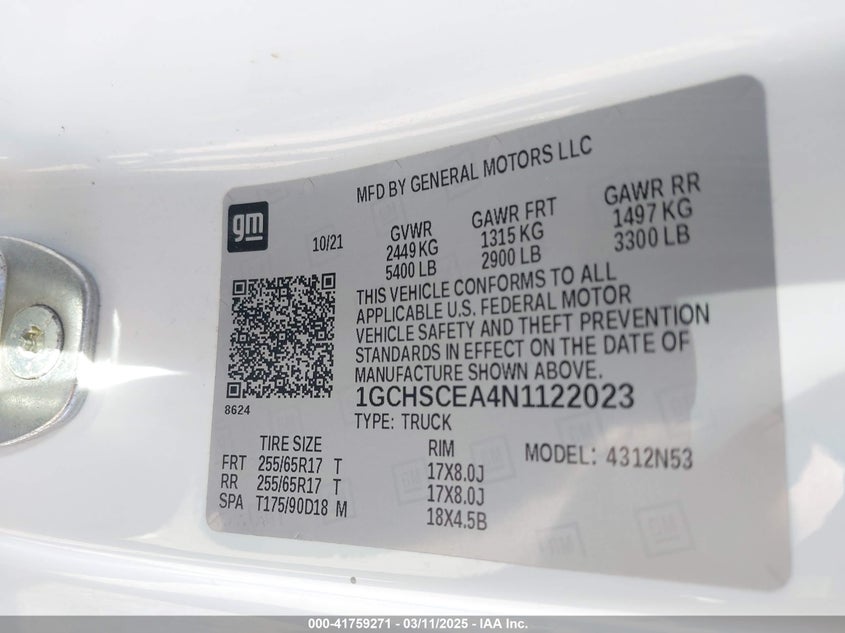 MFD BY GENERAL MOTORS LLC
gm
10/21
GVWR
2449 KG
5400 LB
GAWR FRT
1315 KG
2900 LB
GAWR RR
1497 KG
3300 LB
THIS VEHICLE CONFORMS TO ALL
APPLICABLE U.S. FEDERAL MOTOR
VEHICLE SAFETY AND THEFT PREVENTION
STANDARDS IN EFFECT ON THE DATE OF
MANUFACTURE SHOWN ABOVE.
1GCHSCEA4N1122023
TYPE: TRUCK
8624
TIRE SIZE
FRT 255/65R17 T
RR 255/65R17 T
SPA T175/90D18 M
RIM
17X8.0J
17X8.0J
18X4.5B
MODEL: 4312N53
000-41759271 - 03/11/2025 - IAA Inc.